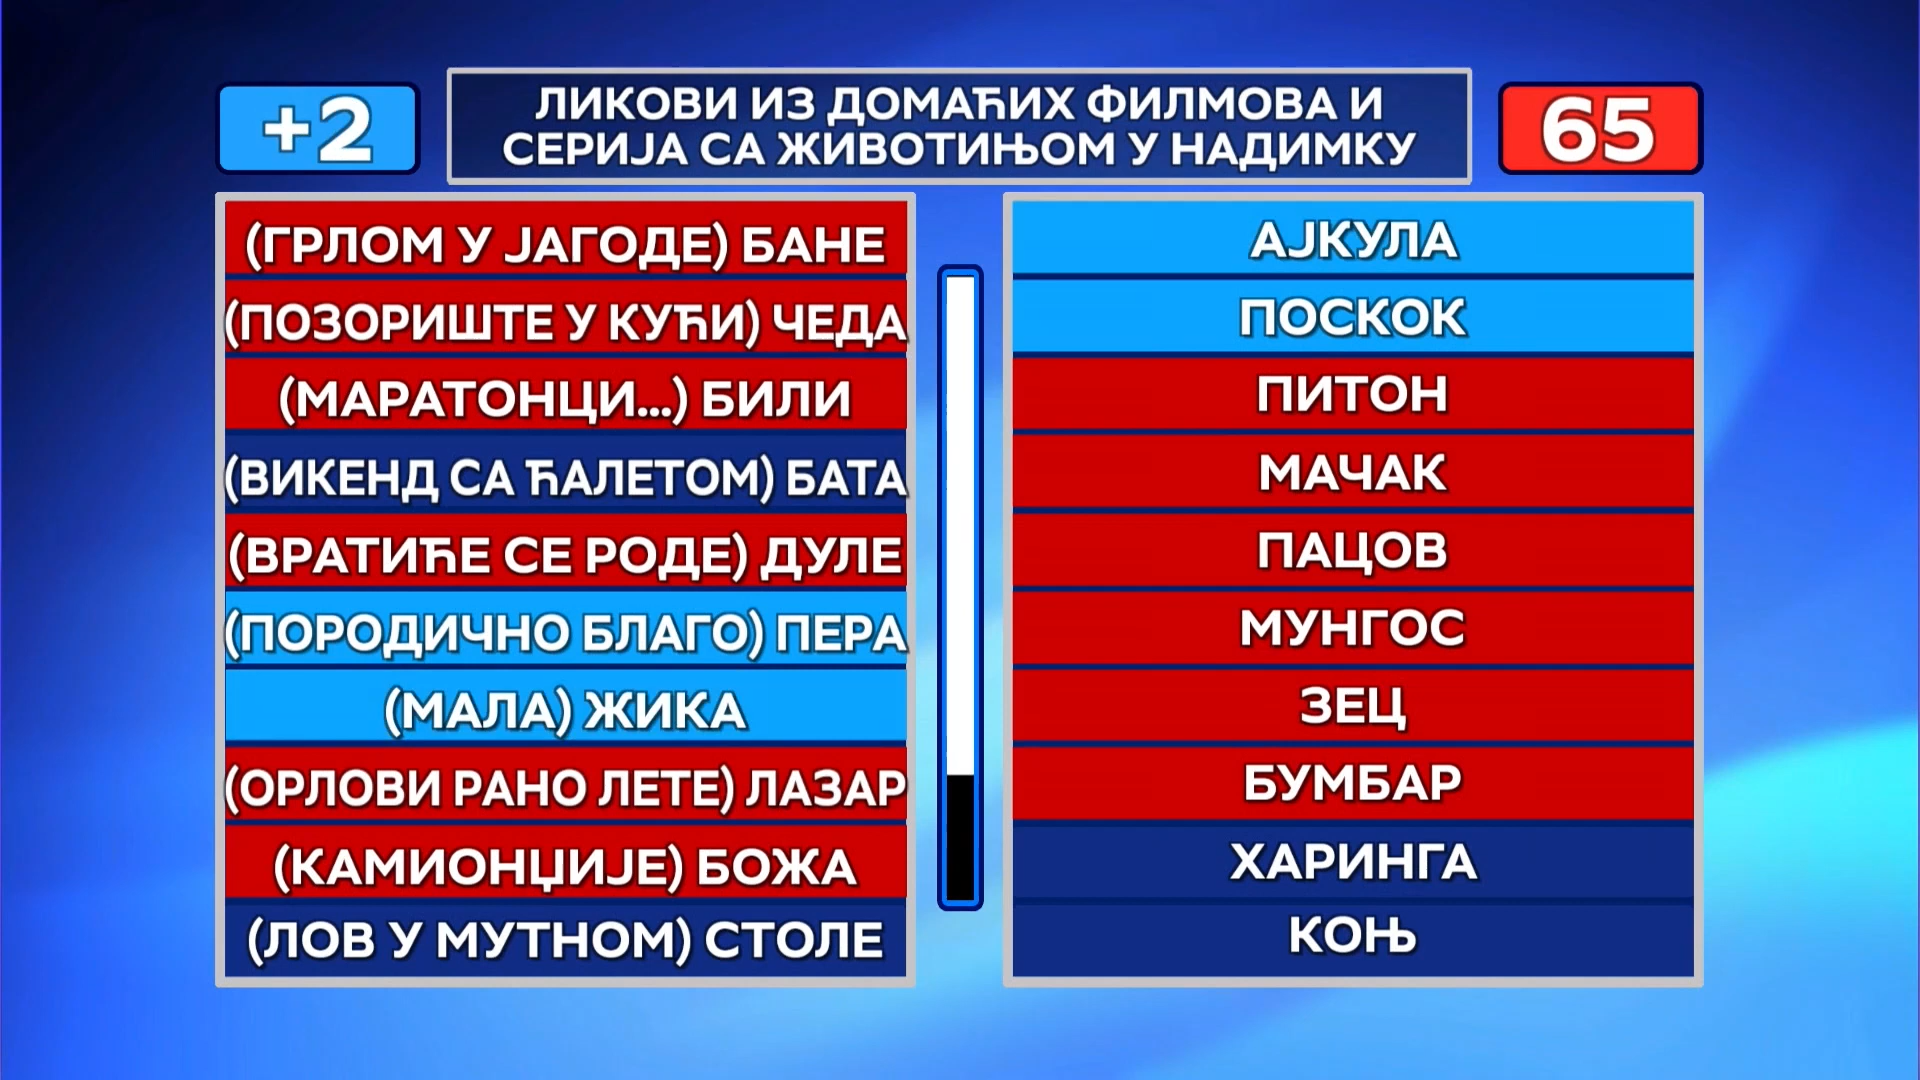 +2
ЛИКОВИ ИЗ ДОМАЋИХ ФИЛМОВА И
СЕРИЈА СА ЖИВОТИЊОМ У НАДИМКУ
65
(ГРЛОМ У ЈАГОДЕ) БАНЕ
АЈКУЛА
(ПОЗОРИШТЕ У КУЋИ) ЧЕДА
ПОСКОК
(МАРАТОНЦИ...) БИЛИ
ПИТОН
(ВИКЕНД СА ЋАЛЕТОМ) БАТА
МАЧАК
(ВРАТИЋЕ СЕ РОДЕ) ДУЛЕ
ПАЦОВ
(ПОРОДИЧНО БЛАГО) ПЕРА
МУНГОС
(МАЛА) ЖИКА
ЗЕЦ
(ОРЛОВИ РАНО ЛЕТЕ) ЛАЗАР
БУМБАР
(КАМИОНЏИЈЕ) БОЖА
ХАРИНГА
(ЛОВ У МУТНОМ) СТОЛЕ
КОЊ